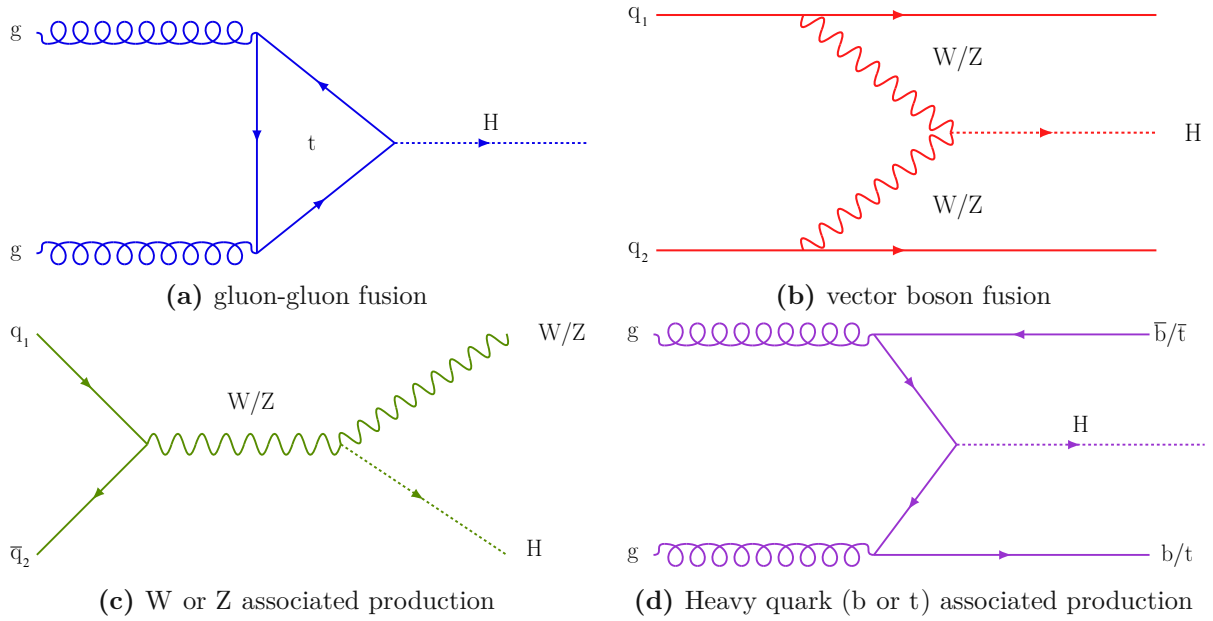 g
t
H
g
(a) gluon-gluon fusion
q₁
W/Z
H
W/Z
q₂
(b) vector boson fusion
q₁
W/Z
W/Z
q̅₂
H
(c) W or Z associated production
g
b̅/t̅
H
g
b/t
(d) Heavy quark (b or t) associated production